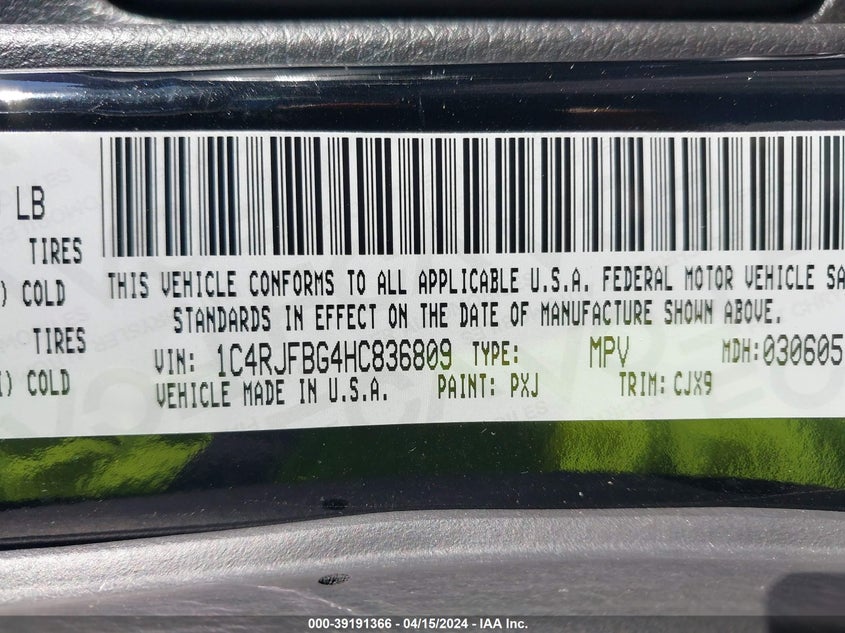 LB
TIRES
) COLD
THIS VEHICLE CONFORMS TO ALL APPLICABLE U.S.A. FEDERAL MOTOR VEHICLE SA
STANDARDS IN EFFECT ON THE DATE OF MANUFACTURE SHOWN ABOVE.
TIRES
VIN: 1C4RJFBG4HC836809 TYPE: MPV MDH: 030605
) COLD
VEHICLE MADE IN U.S.A. PAINT: PXJ TRIM: CJX9
000-39191366 - 04/15/2024 - IAA Inc.